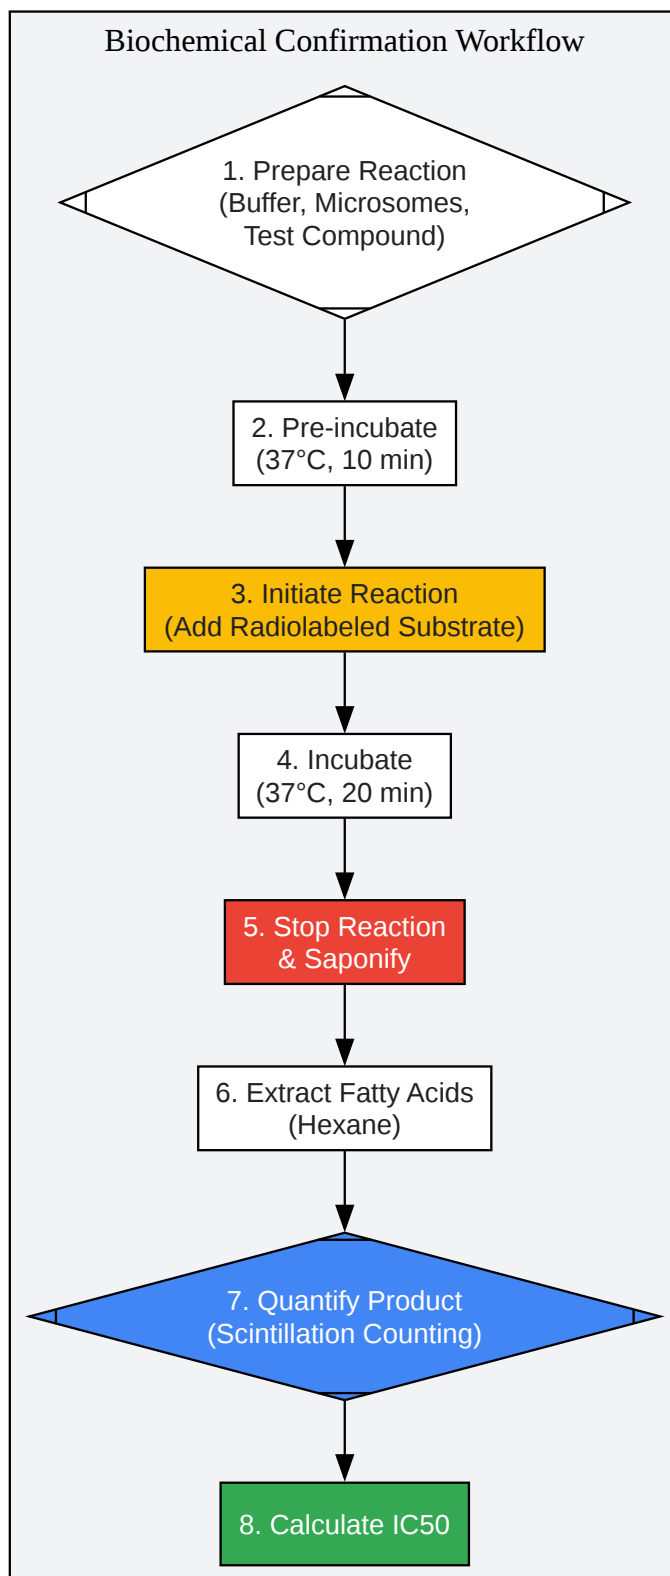 Biochemical Confirmation Workflow
1. Prepare Reaction
(Buffer, Microsomes,
Test Compound)
2. Pre-incubate
(37°C, 10 min)
3. Initiate Reaction
(Add Radiolabeled Substrate)
4. Incubate
(37°C, 20 min)
5. Stop Reaction
& Saponify
6. Extract Fatty Acids
(Hexane)
7. Quantify Product
(Scintillation Counting)
8. Calculate IC50